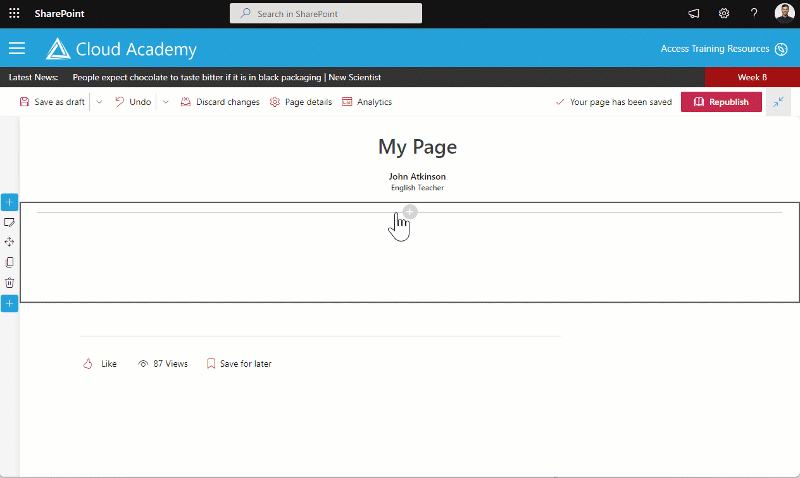 SharePoint
Search in SharePoint
?
Cloud Academy
Access Training Resources
Latest News: People expect chocolate to taste bitter if it is in black packaging | New Scientist
Week B
Save as draft Undo Discard changes Page details Analytics
Your page has been saved Republish
My Page
John Atkinson
English Teacher
Like 87 Views Save for later